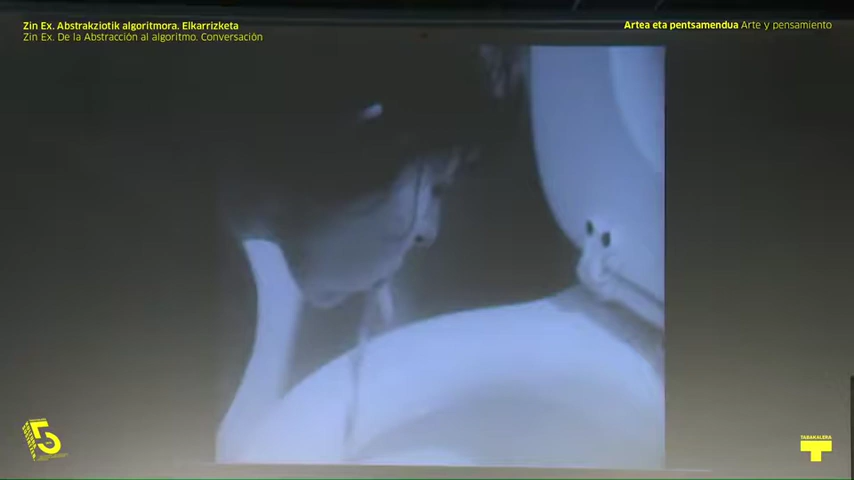 Zin Ex. Abstrakziotik algoritmora. Elkarrizketa
Zin Ex. De la Abstracción al algoritmo. Conversación
Artea eta pentsamendua Arte y pensamiento
5
TABAKALERA